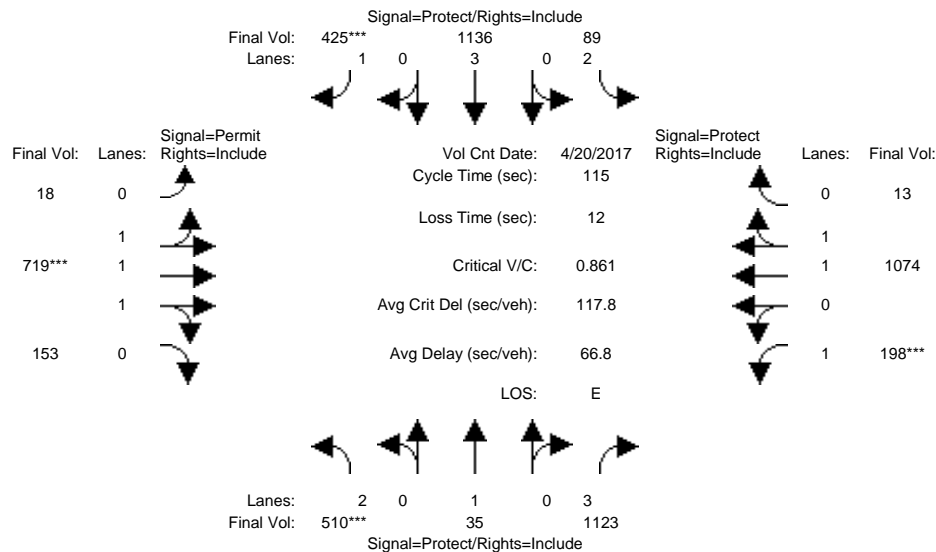 Signal=Protect/Rights=Include
Final Vol: 425*** 1136 89
Lanes: 1 0 3 0 2
Signal=Permit Signal=Protect
Final Vol: Lanes: Rights=Include Vol Cnt Date: 4/20/2017 Rights=Include Lanes: Final Vol:
Cycle Time (sec): 115
18 0 0 13
Loss Time (sec): 12
1 1
719*** 1 Critical V/C: 0.861 1 1074
1 Avg Crit Del (sec/veh): 117.8 0
153 0 Avg Delay (sec/veh): 66.8 1 198***
LOS: E
Lanes: 2 0 1 0 3
Final Vol: 510*** 35 1123
Signal=Protect/Rights=Include